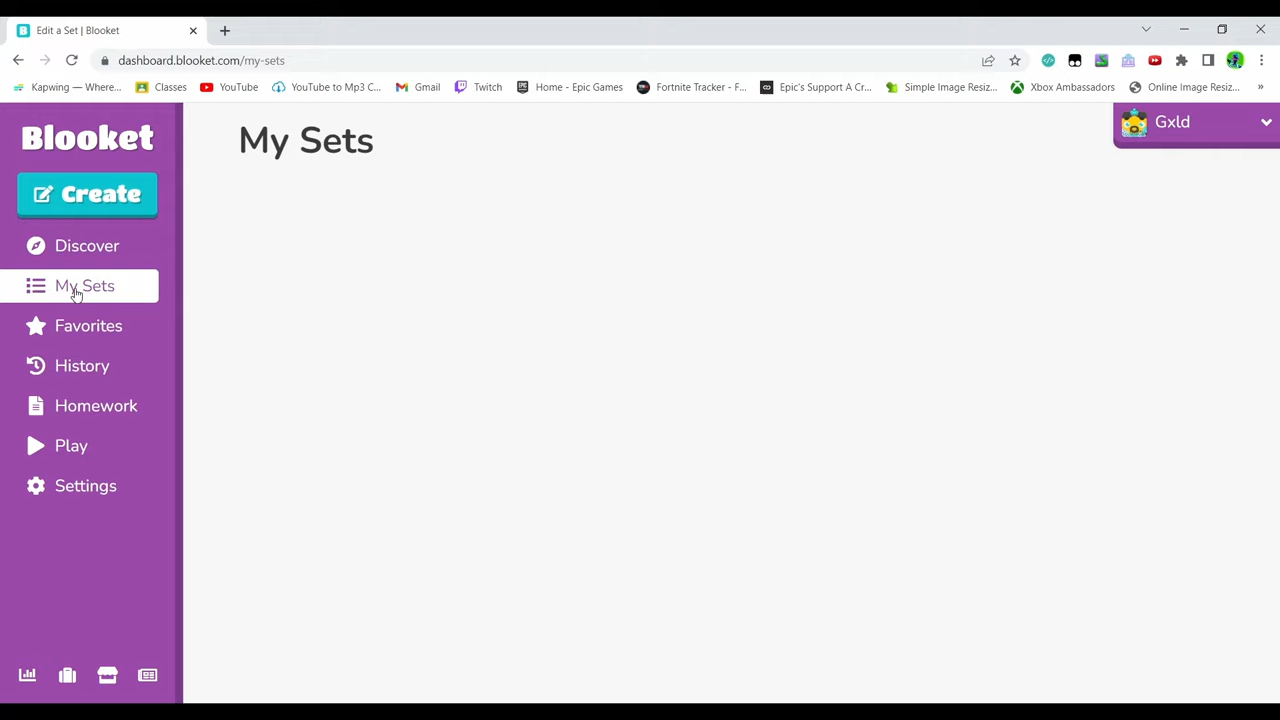 Edit a Set | Blooket
dashboard.blooket.com/my-sets
Kapwing — Where...
Classes
YouTube
YouTube to Mp3 C...
Gmail
Twitch
Home - Epic Games
Fortnite Tracker - F...
Epic's Support A Cr...
Simple Image Resiz...
Xbox Ambassadors
Online Image Resiz...
»
Blooket
My Sets
Gxld
Create
Discover
My Sets
Favorites
History
Homework
Play
Settings